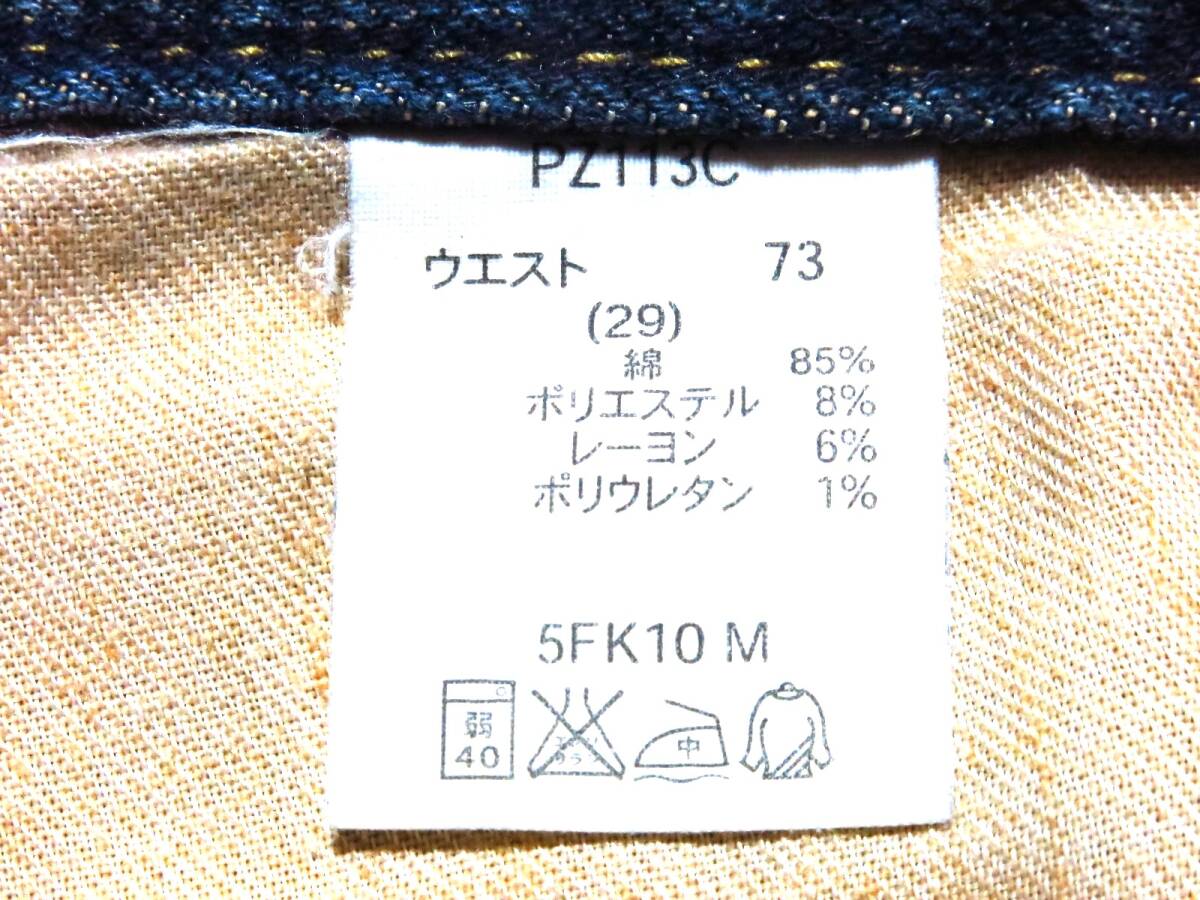 PZ113C
ウエスト 73
(29)
綿 85%
ポリエステル 8%
レーヨン 6%
ポリウレタン 1%
5FK10 M
弱 中
40